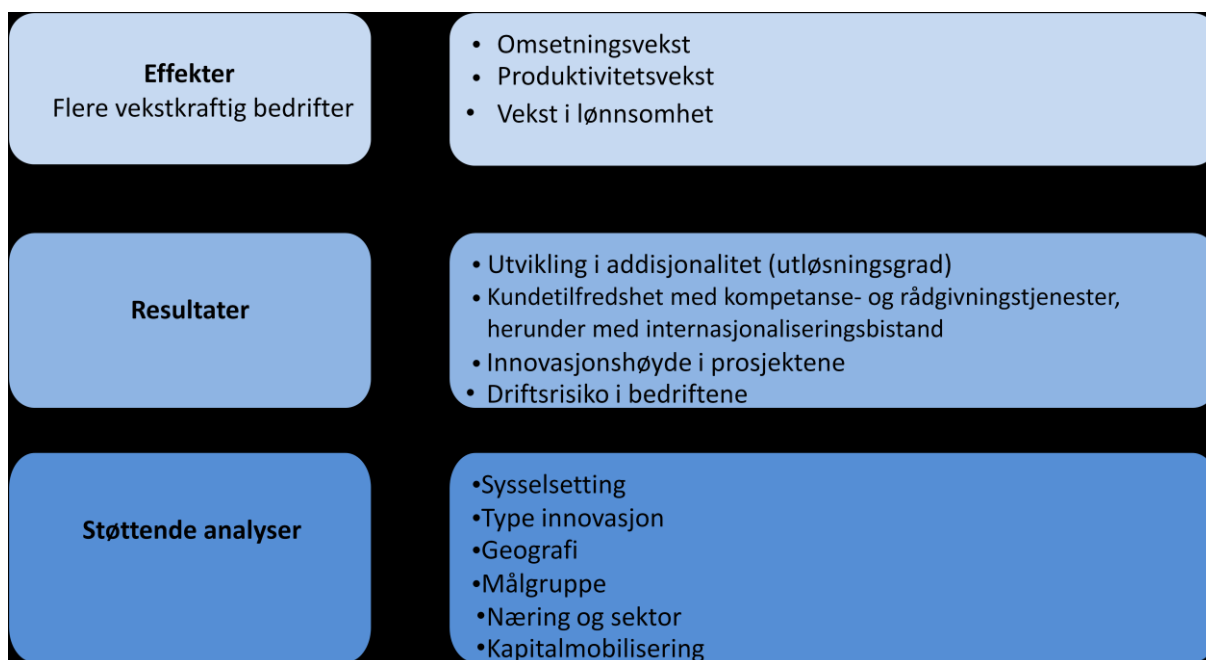 Effekter
Flere vekstkraftig bedrifter
• Omsetningsvekst
• Produktivitetsvekst
• Vekst i lønnsomhet
Resultater
• Utvikling i addisjonalitet (utløsningsgrad)
• Kundetilfredshet med kompetanse- og rådgivningstjenester,
herunder med internasjonaliseringsbistand
• Innovasjonshøyde i prosjektene
• Driftsrisiko i bedriftene
Støttende analyser
•Sysselsetting
•Type innovasjon
•Geografi
•Målgruppe
•Næring og sektor
•Kapitalmobilisering